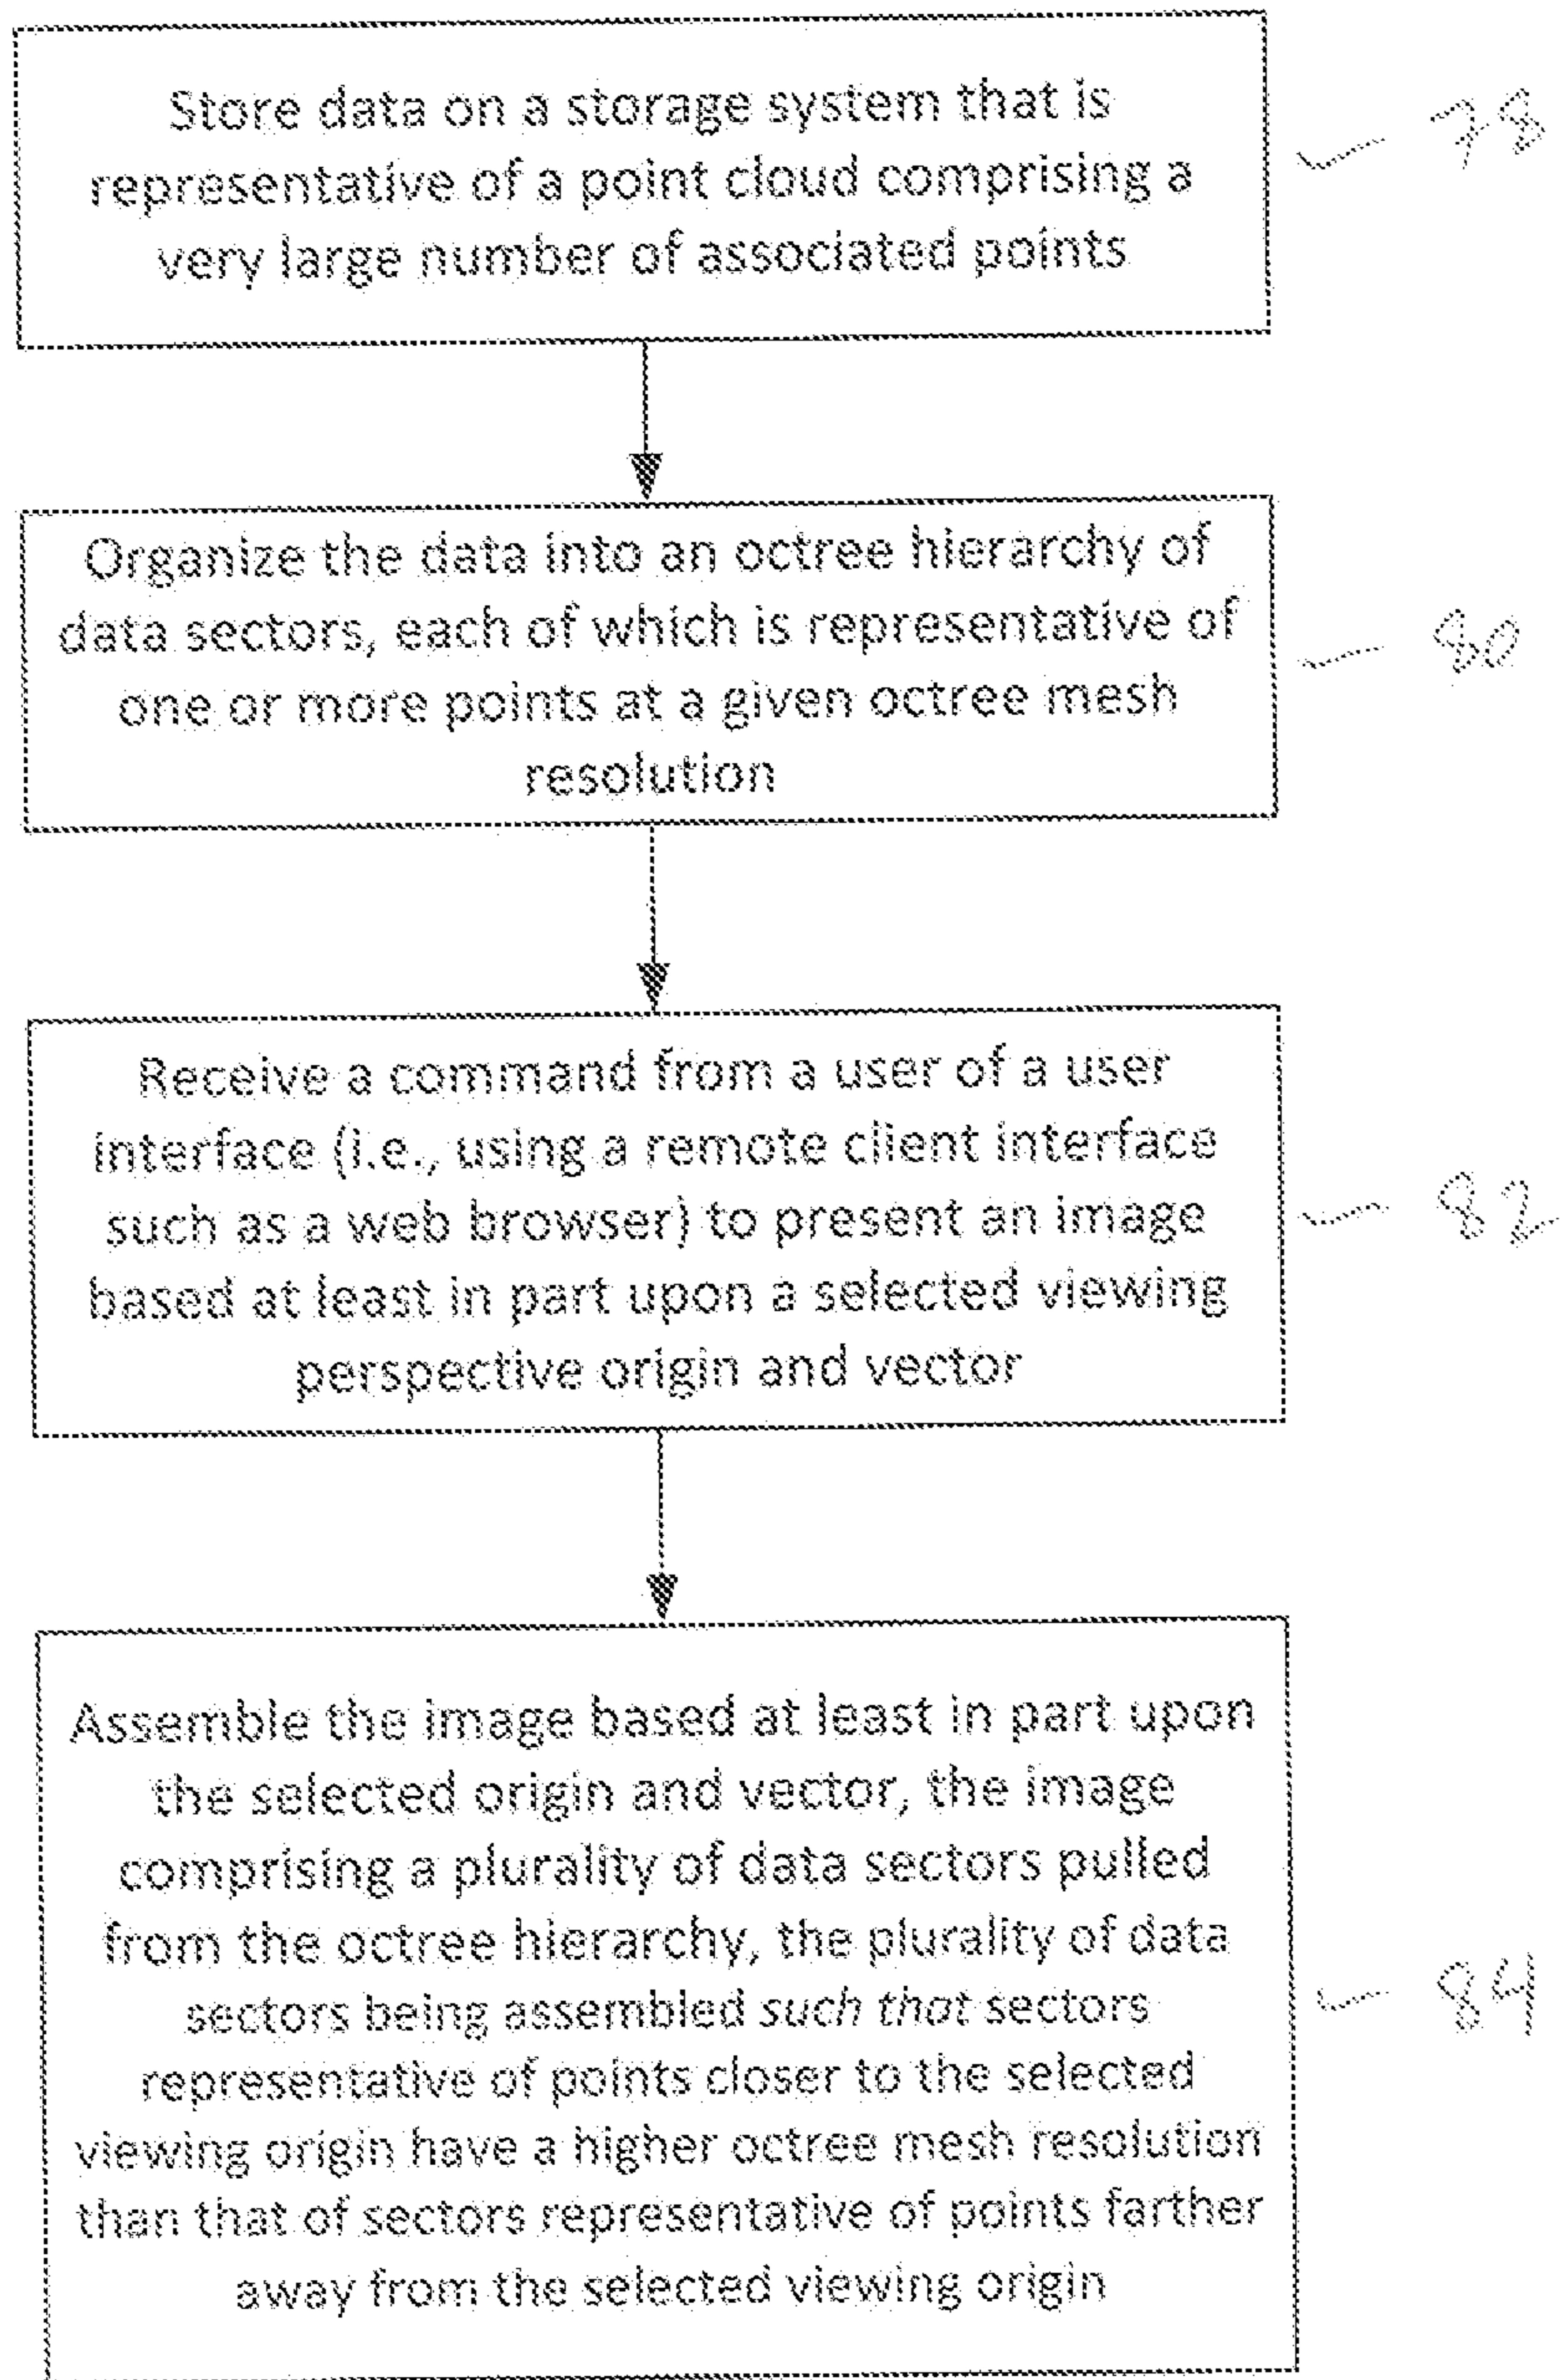 Store data on a storage system that is
representative of a point cloud comprising a
very large number of associated points
78
Organize the data into an octree hierarchy of
data sectors, each of which is representative of
one or more points at a given octree mesh
resolution
80
Receive a command from a user of a user
interface (i.e., using a remote client interface
such as a web browser) to present an image
based at least in part upon a selected viewing
perspective origin and vector
82
Assemble the image based at least in part upon
the selected origin and vector, the image
comprising a plurality of data sectors pulled
from the octree hierarchy, the plurality of data
sectors being assembled such that sectors
representative of points closer to the selected
viewing origin have a higher octree mesh resolution
than that of sectors representative of points farther
away from the selected viewing origin
84